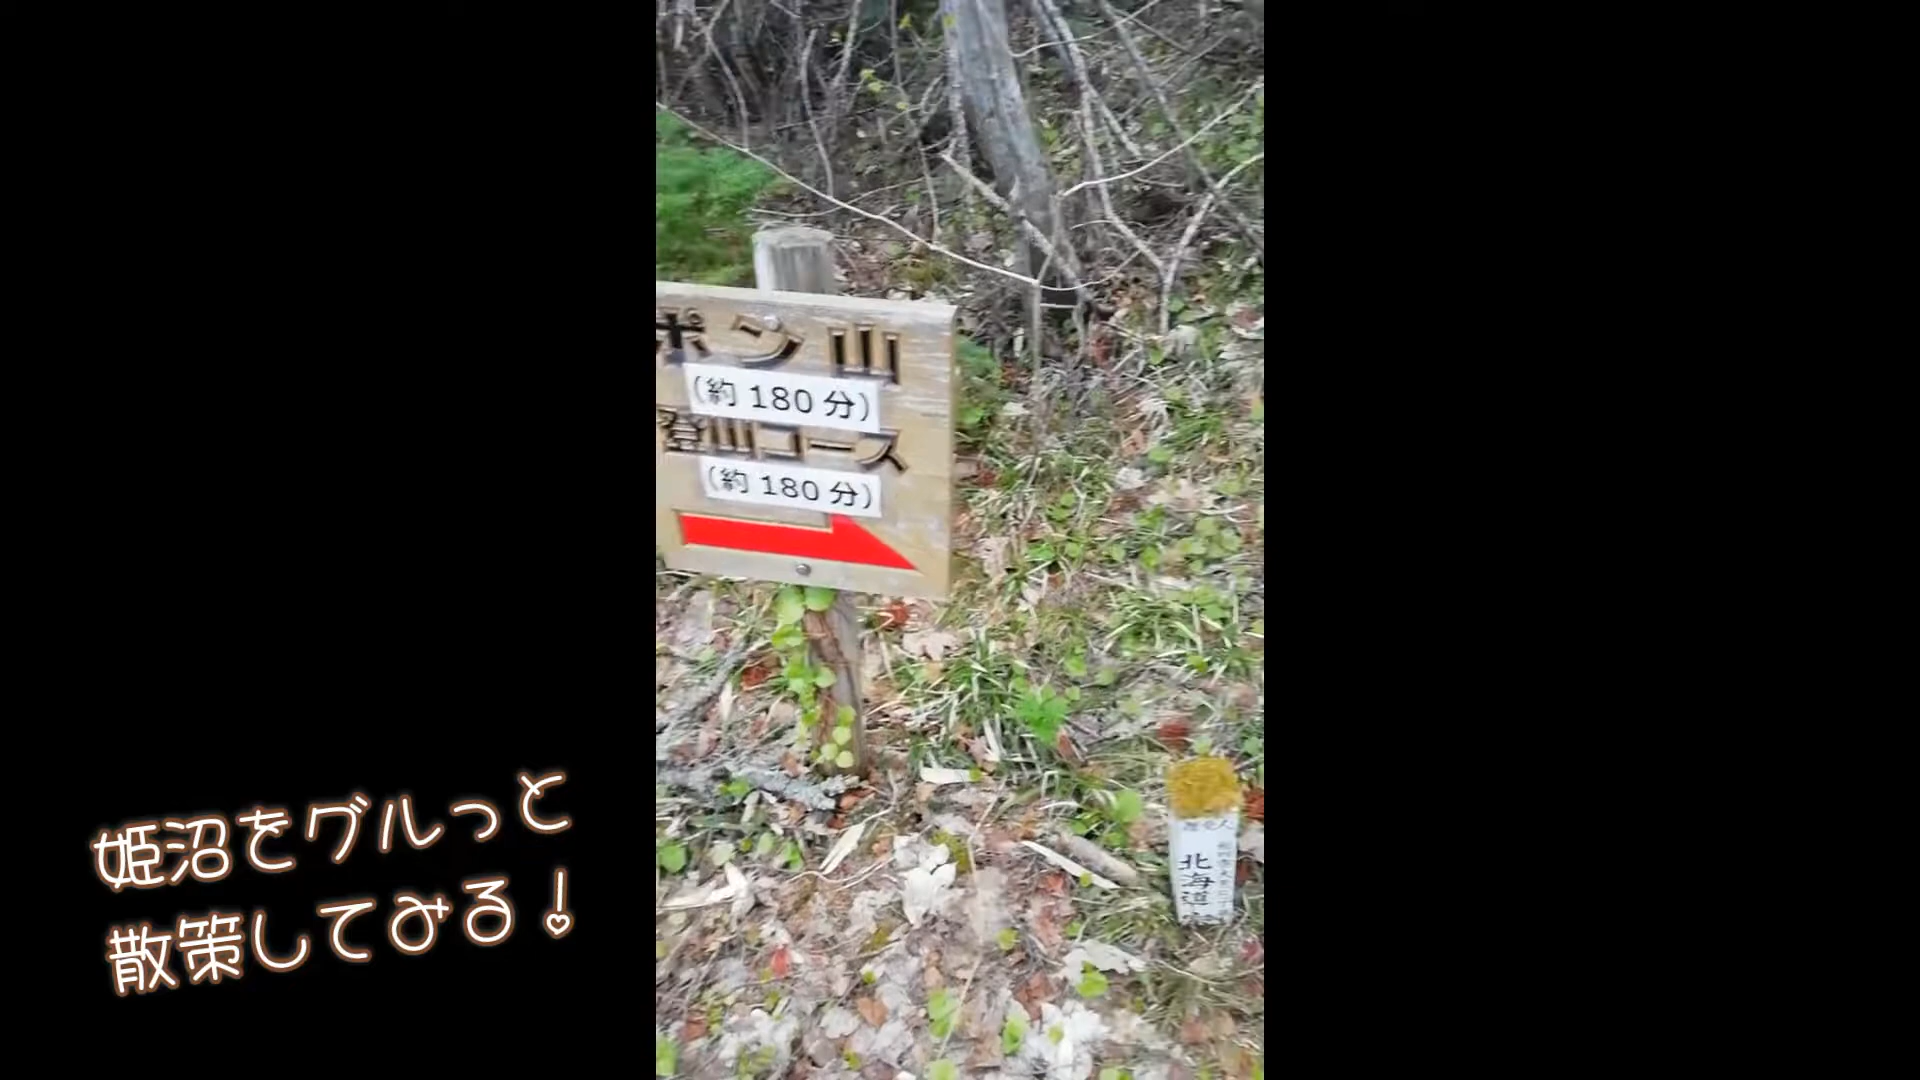 ポン山
(約180分)
登山コース
(約180分)
北海道
姫沼をグルっと
散策してみる!